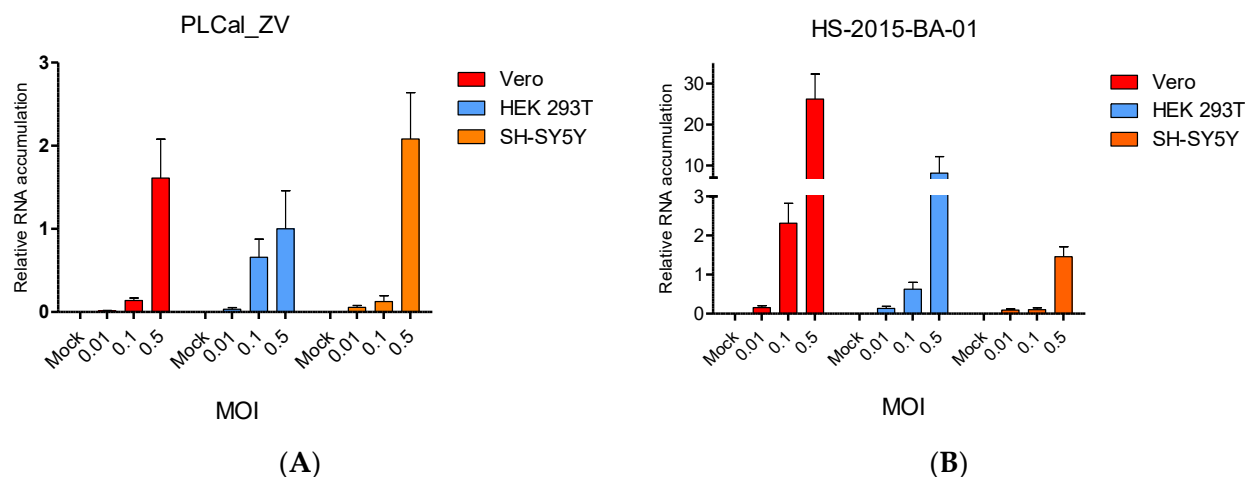 PLCal_ZV
Relative RNA accumulation
3
2
1
0
Mock
0.01
0.1
0.5
Mock
0.01
0.1
0.5
Mock
0.01
0.1
0.5
MOI
Vero
HEK 293T
SH-SY5Y
(A)
HS-2015-BA-01
Relative RNA accumulation
30
20
10
3
2
1
0
Mock
0.01
0.1
0.5
Mock
0.01
0.1
0.5
Mock
0.01
0.1
0.5
MOI
Vero
HEK 293T
SH-SY5Y
(B)